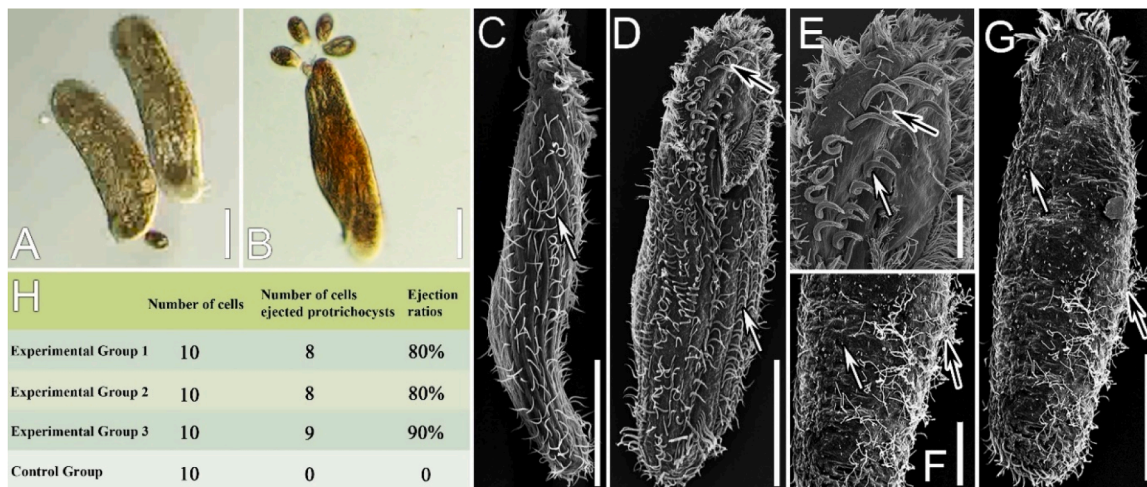 A
B
C
D
E
F
G
H
Number of cells
Number of cells
ejected protrichocysts
Ejection
ratios
Experimental Group 1 10 8 80%
Experimental Group 2 10 8 80%
Experimental Group 3 10 9 90%
Control Group 10 0 0